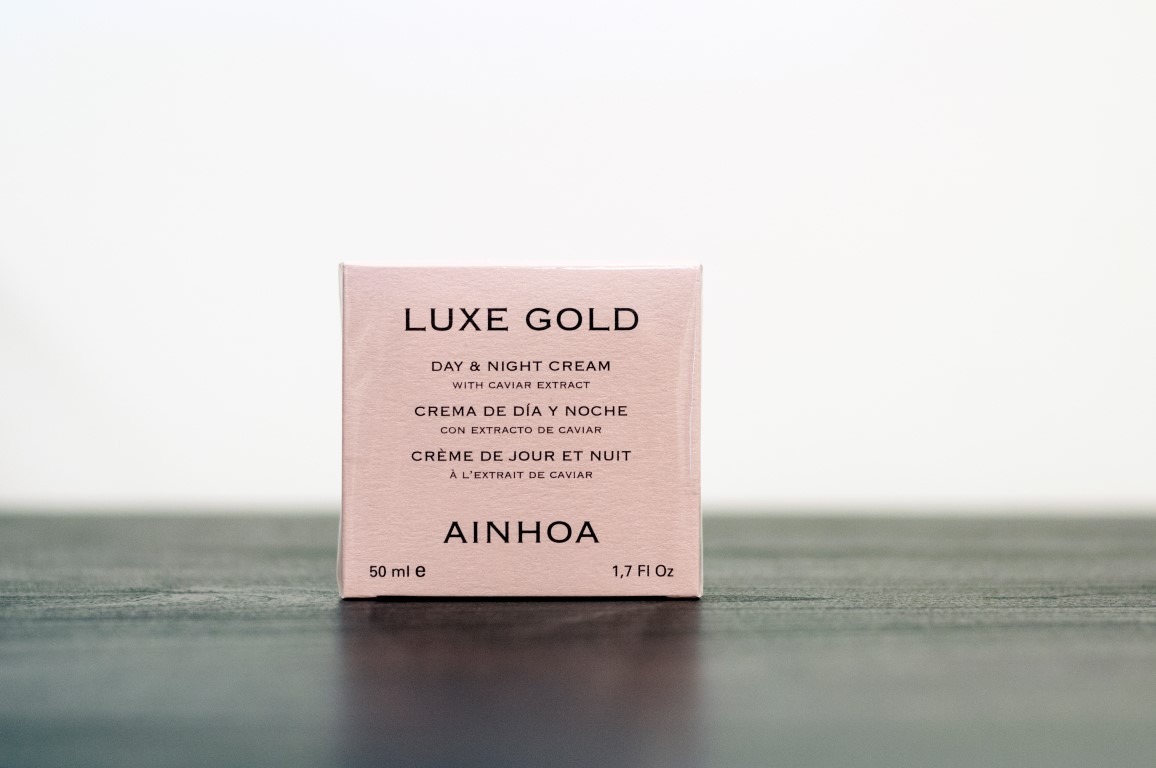 LUXE GOLD
DAY & NIGHT CREAM
WITH CAVIAR EXTRACT
CREMA DE DÍA Y NOCHE
CON EXTRACTO DE CAVIAR
CRÈME DE JOUR ET NUIT
À L'EXTRAIT DE CAVIAR
AINHOA
50 ml ℮ 1,7 Fl Oz